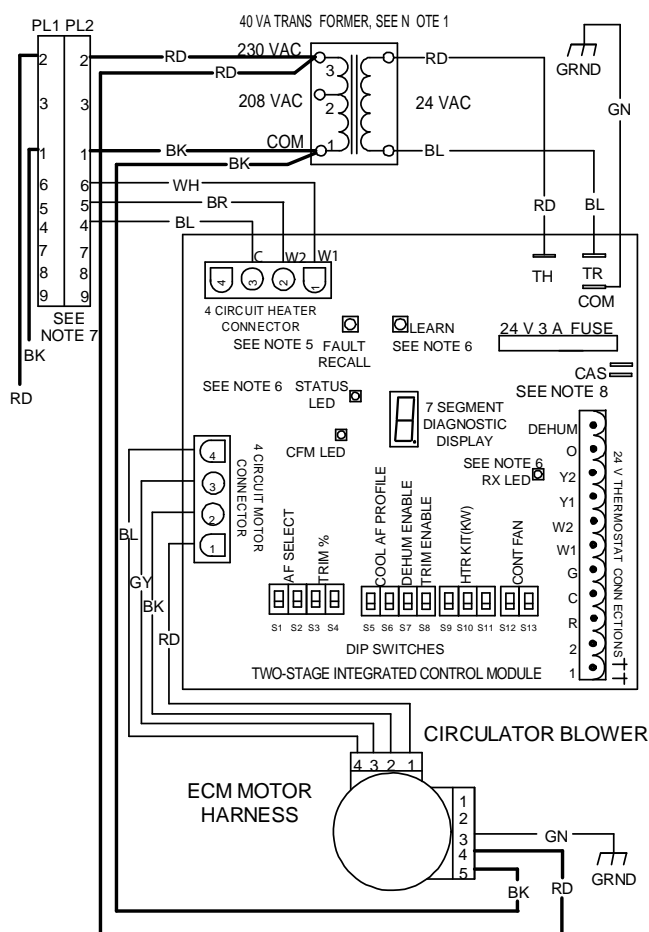 40 VA TRANS FORMER, SEE N OTE 1
PL1 PL2
2 2
3 3
1 1
6 6
5 5
4 4
7 7
8 8
9 9
SEE
NOTE 7
BK
RD
RD
RD
BK
BK
WH
BR
BL
230 VAC
208 VAC
COM
3
2
1
24 VAC
RD
BL
GRND
GN
RD
BL
TH
TR
COM
C W2 W1
4 3 2 1
4 CIRCUIT HEATER
CONNECTOR
SEE NOTE 5
FAULT
RECALL
LEARN
SEE NOTE 6
24 V 3 A FUSE
CAS
SEE NOTE 8
SEE NOTE 6
STATUS
LED
CFM LED
7 SEGMENT
DIAGNOSTIC
DISPLAY
SEE NOTE 6
RX LED
DEHUM
O
Y2
Y1
W2
W1
G
C
R
2
1
24 V THERMOSTAT CONNECTIONS
4
3
2
1
4 CIRCUIT MOTOR
CONNECTOR
BL
GY
BK
RD
AF SELECT
TRIM %
COOL AF PROFILE
DEHUM ENABLE
TRIM ENABLE
HTR KIT(KW)
CONT FAN
S1 S2 S3 S4 S5 S6 S7 S8 S9 S10 S11 S12 S13
DIP SWITCHES
TWO-STAGE INTEGRATED CONTROL MODULE
CIRCULATOR BLOWER
ECM MOTOR
HARNESS
4 3 2 1
1
2
3
4
5
GN
GRND
BK
RD